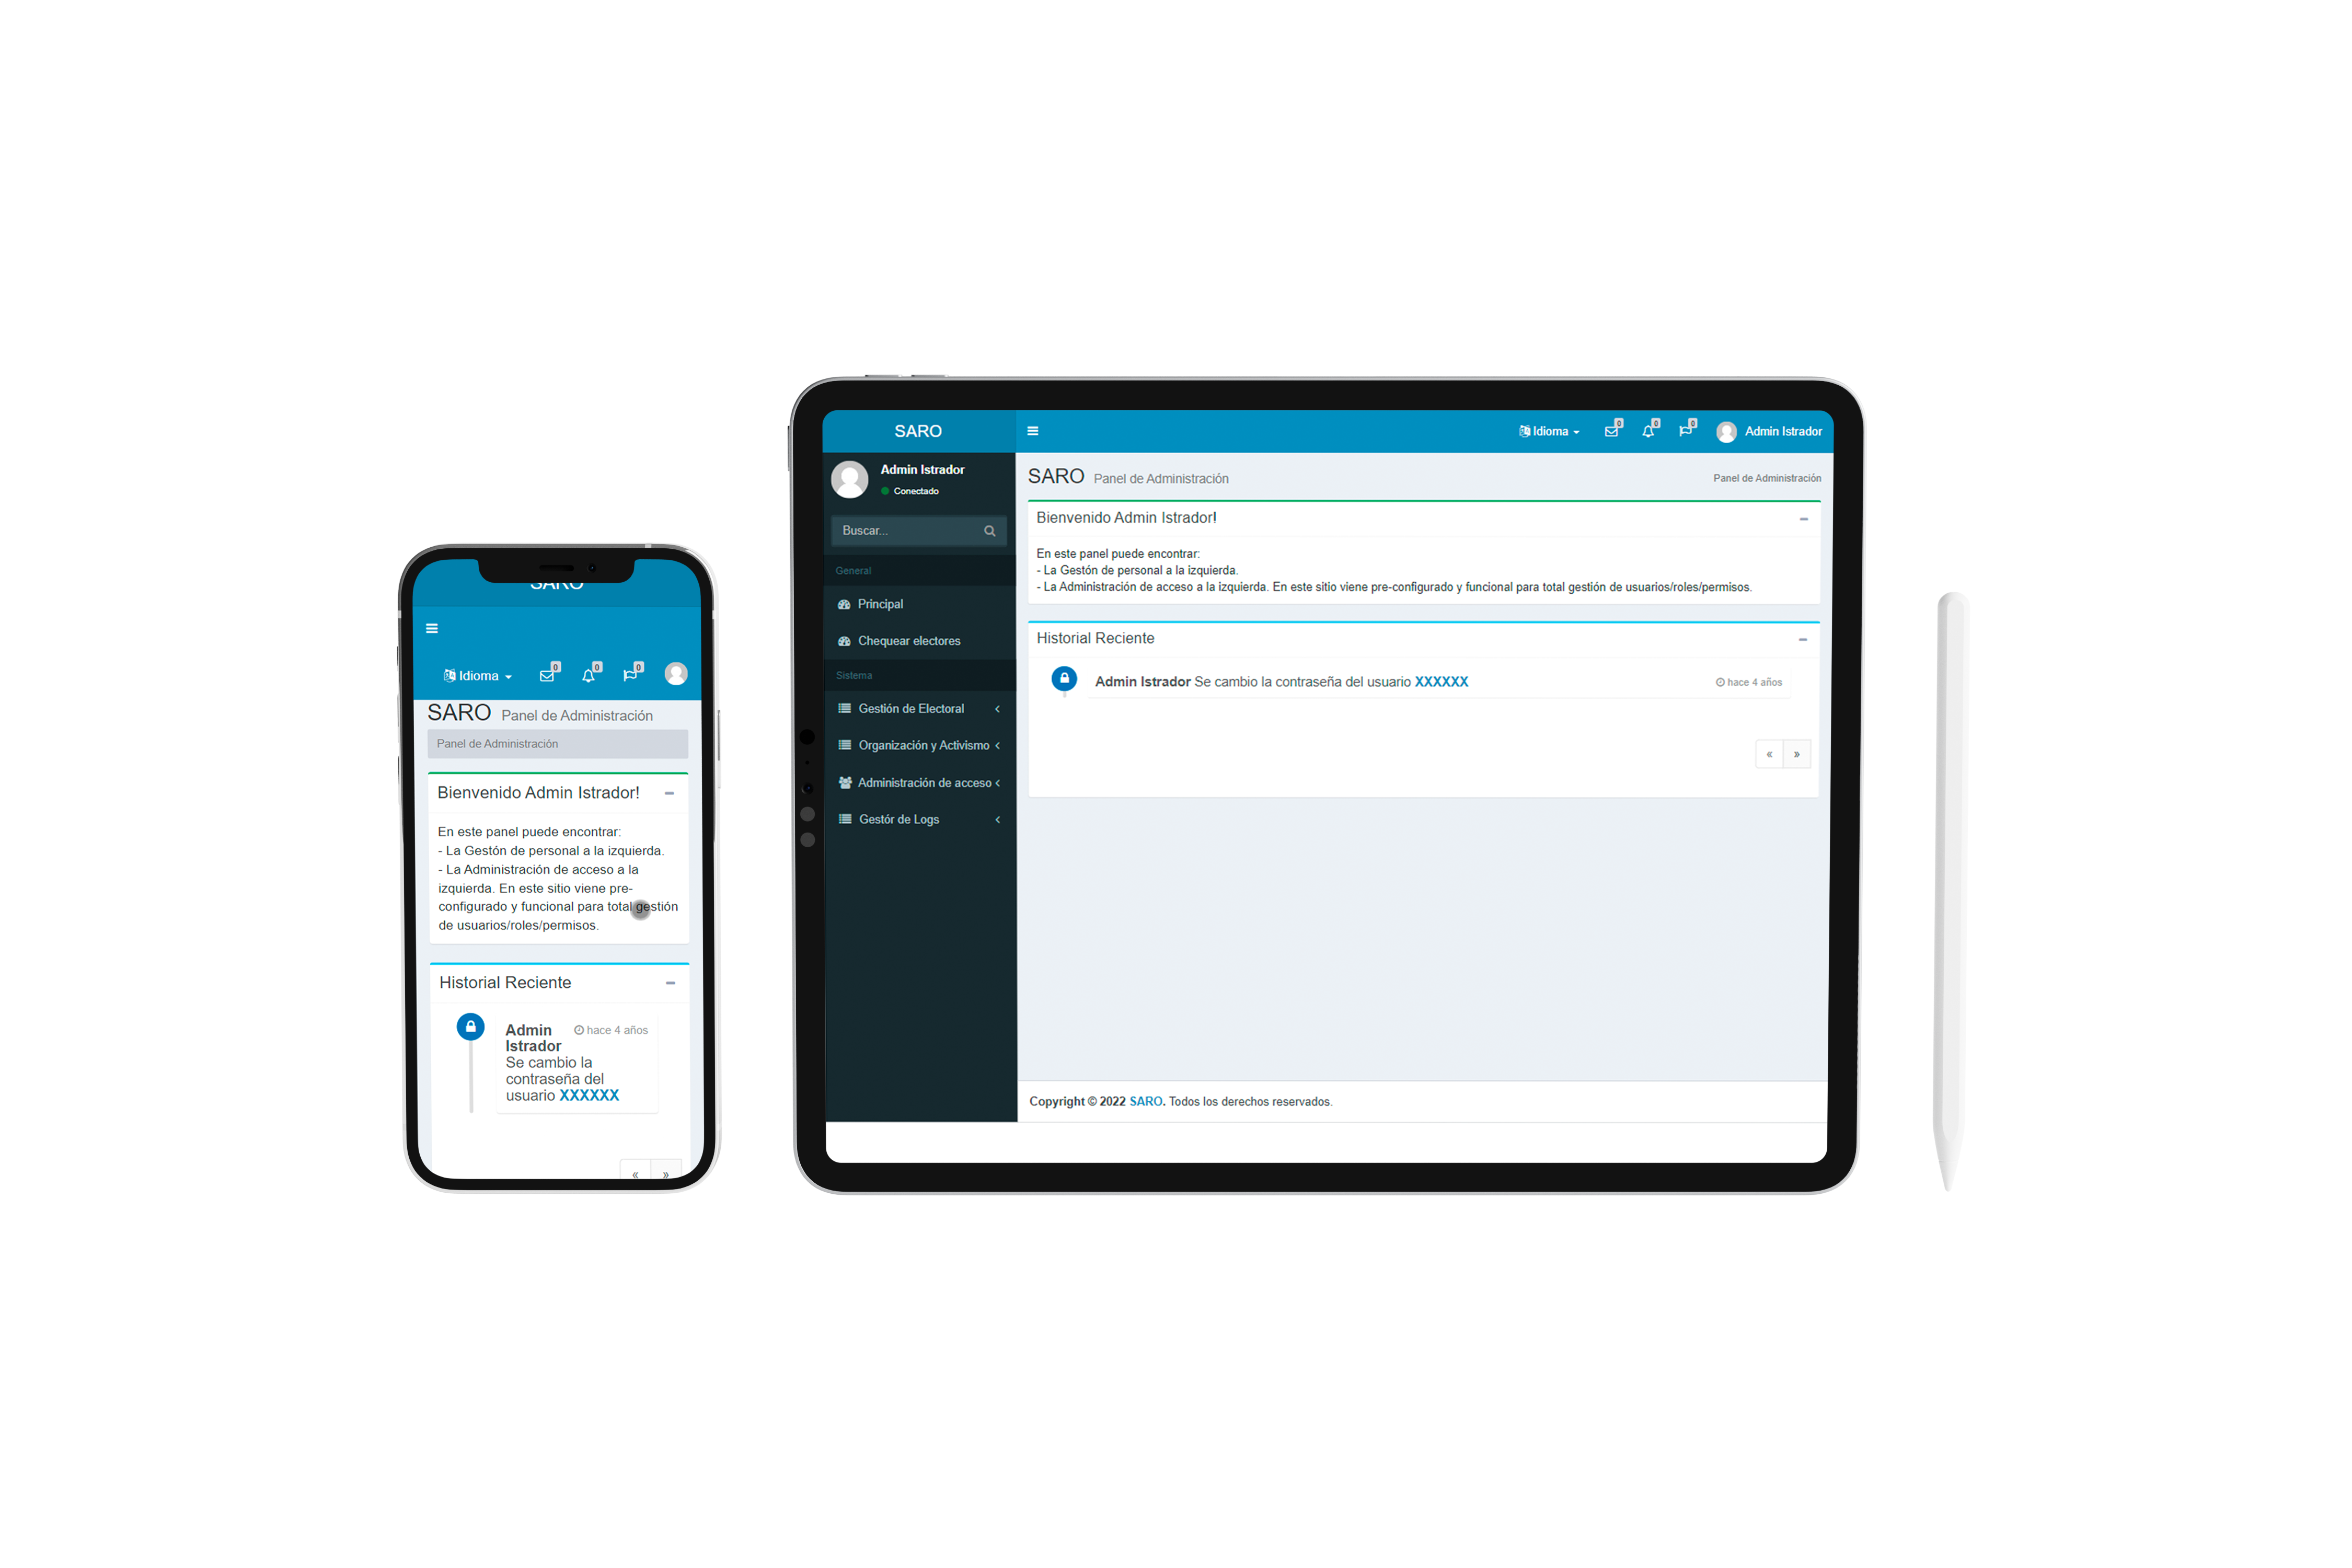 SARO
Idioma
0
0
0
SARO Panel de Administración
Panel de Administración
Bienvenido Admin Istrador!
En este panel puede encontrar:
- La Gestón de personal a la izquierda.
- La Administración de acceso a la
izquierda. En este sitio viene pre-
configurado y funcional para total gestión
de usuarios/roles/permisos.
Historial Reciente
Admin hace 4 años
Istrador
Se cambio la
contraseña del
usuario XXXXXX
« »
SARO
Idioma
0
0
0
Admin Istrador
Admin Istrador
Conectado
Buscar...
General
Principal
Chequear electores
Sistema
Gestión de Electoral
Organización y Activismo
Administración de acceso
Gestór de Logs
SARO Panel de Administración
Panel de Administración
Bienvenido Admin Istrador!
En este panel puede encontrar:
- La Gestón de personal a la izquierda.
- La Administración de acceso a la izquierda. En este sitio viene pre-configurado y funcional para total gestión de usuarios/roles/permisos.
Historial Reciente
Admin Istrador Se cambio la contraseña del usuario XXXXXX
hace 4 años
« »
Copyright © 2022 SARO. Todos los derechos reservados.